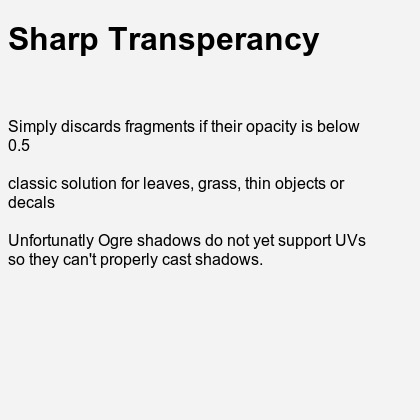 Sharp Transperancy
Simply discards fragments if their opacity is below
0.5
classic solution for leaves, grass, thin objects or
decals
Unfortunatly Ogre shadows do not yet support UVs
so they can't properly cast shadows.